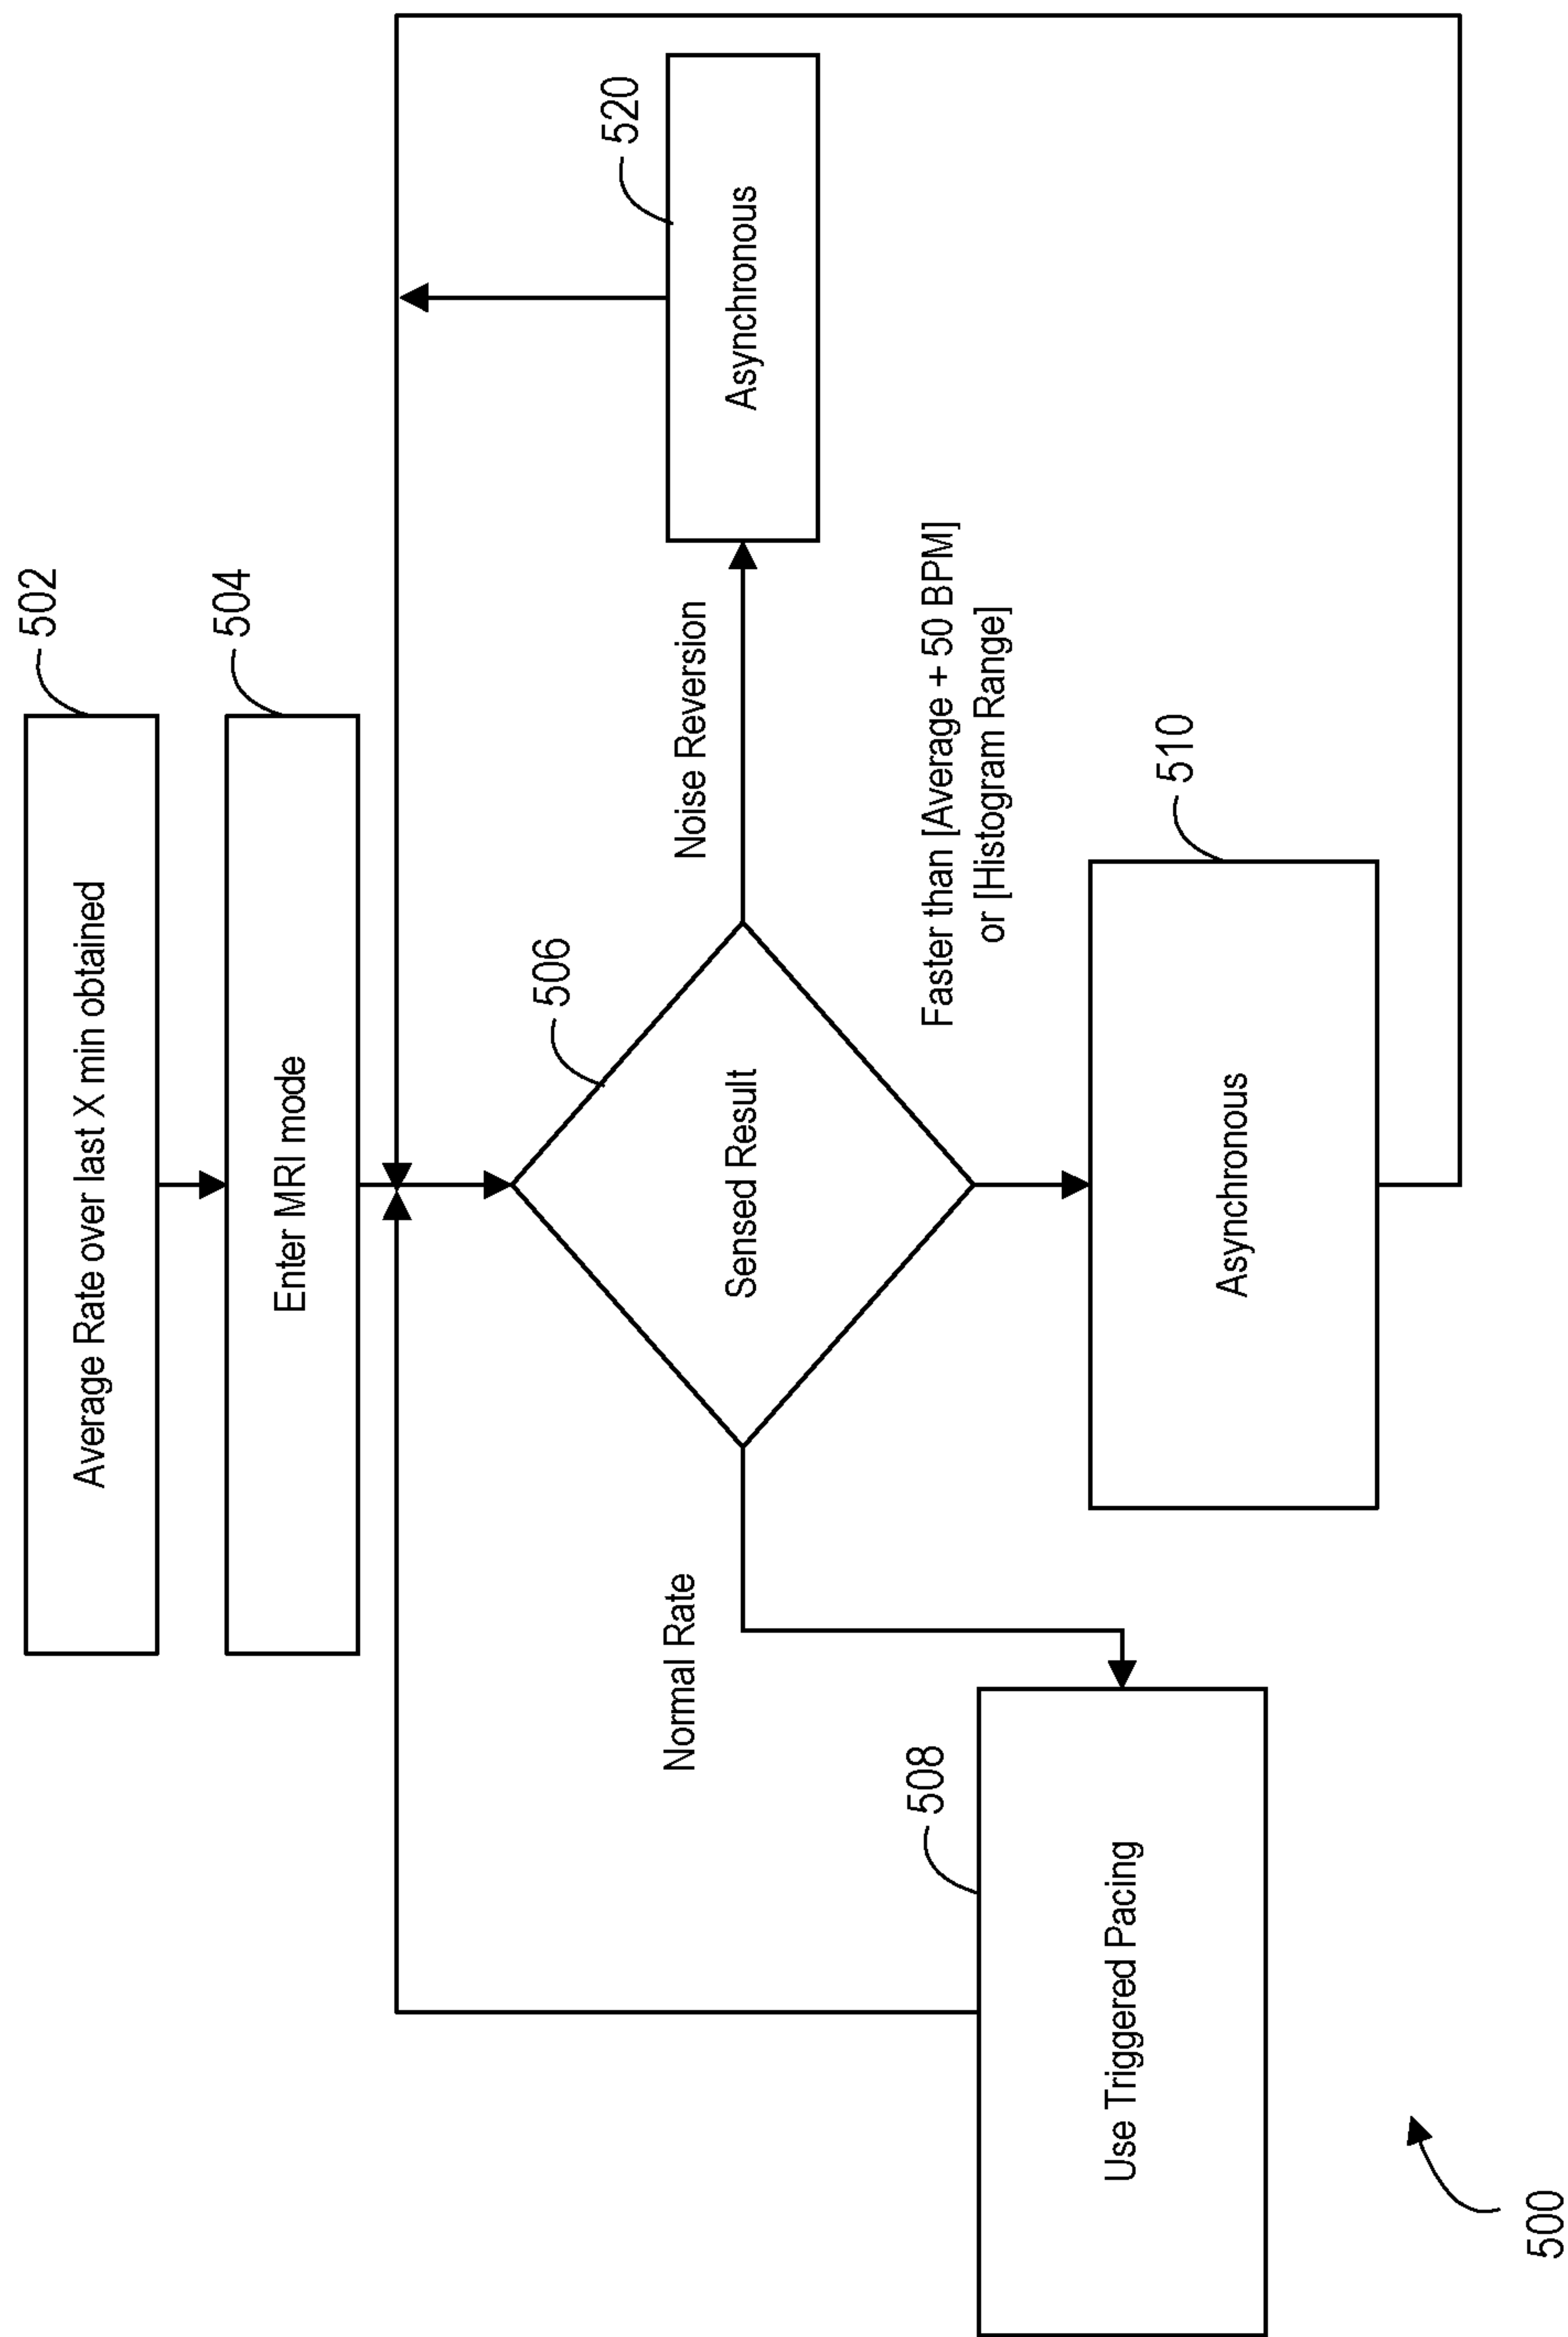 Average Rate over last X min obtained
502
Enter MRI mode
504
506
Sensed Result
Normal Rate
Noise Reversion
520
Asynchronous
508
Use Triggered Pacing
Faster than [Average + 50 BPM]
or [Histogram Range]
510
Asynchronous
500